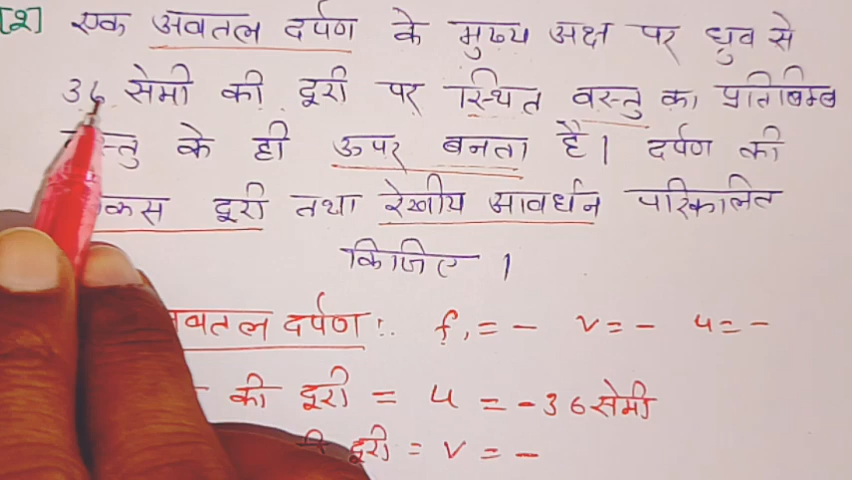 [2] एक अवतल दर्पण के मुख्य अक्ष पर ध्रुव से
36 सेमी की दूरी पर स्थित वस्तु का प्रतिबिम्ब
के ही ऊपर बनता है। दर्पण की
दूरी तथा रेखीय आवर्धन परिकलित
किजिए ।
दर्पण :. f, = - v = - u = -
की दूरी = u = - 36 सेमी
दूरी = v = -